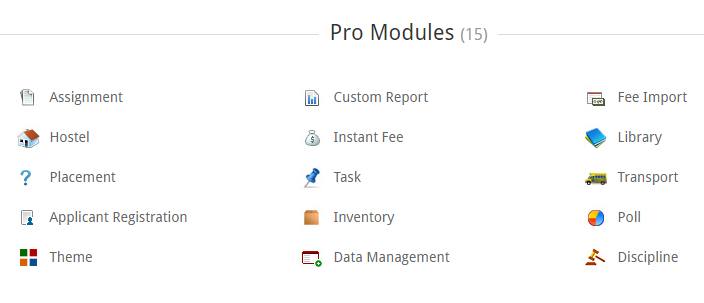 Pro Modules (15)
Assignment Custom Report Fee Import
Hostel Instant Fee Library
Placement Task Transport
Applicant Registration Inventory Poll
Theme Data Management Discipline